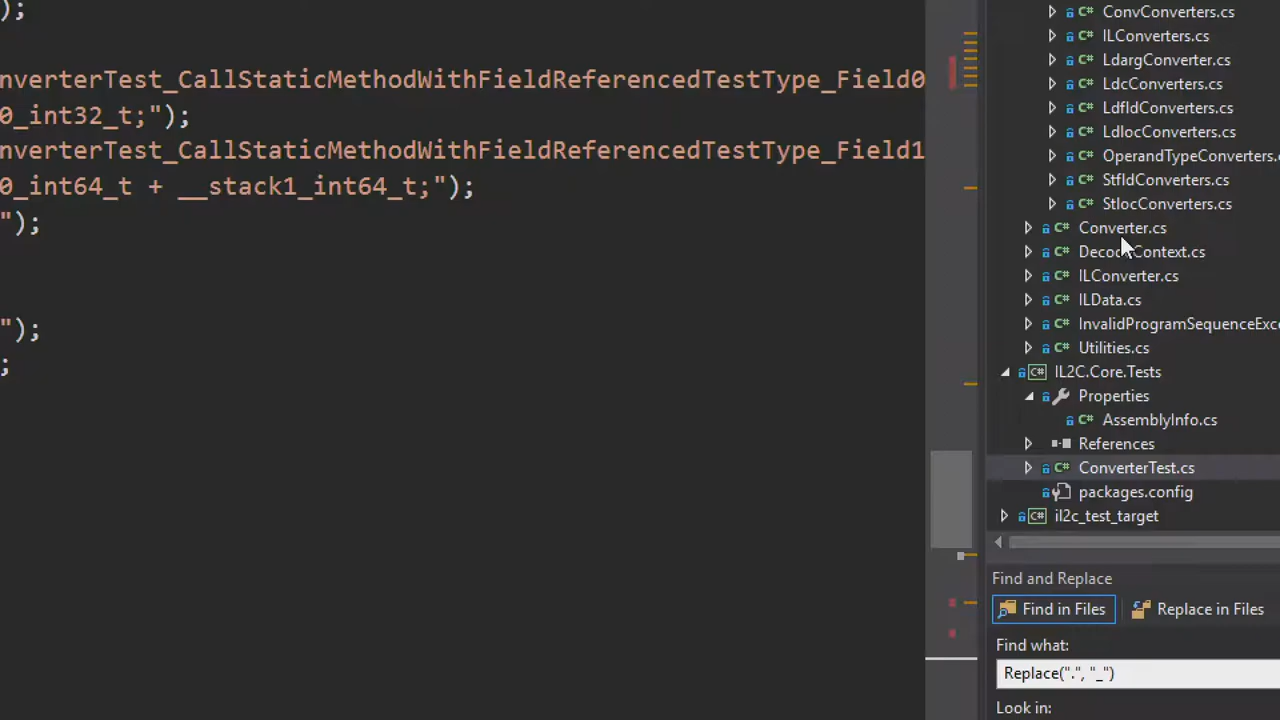 );
nverterTest_CallStaticMethodWithFieldReferencedTestType_Field0
0_int32_t;");
nverterTest_CallStaticMethodWithFieldReferencedTestType_Field1
0_int64_t + __stack1_int64_t;");
");
");
;
ConvConverters.cs
ILConverters.cs
LdargConverter.cs
LdcConverters.cs
LdfldConverters.cs
LdlocConverters.cs
OperandTypeConverters.c
StfldConverters.cs
StlocConverters.cs
Converter.cs
DecodeContext.cs
ILConverter.cs
ILData.cs
InvalidProgramSequenceExce
Utilities.cs
IL2C.Core.Tests
Properties
AssemblyInfo.cs
References
ConverterTest.cs
packages.config
il2c_test_target
Find and Replace
Find in Files Replace in Files
Find what:
Replace(".", "_")
Look in: